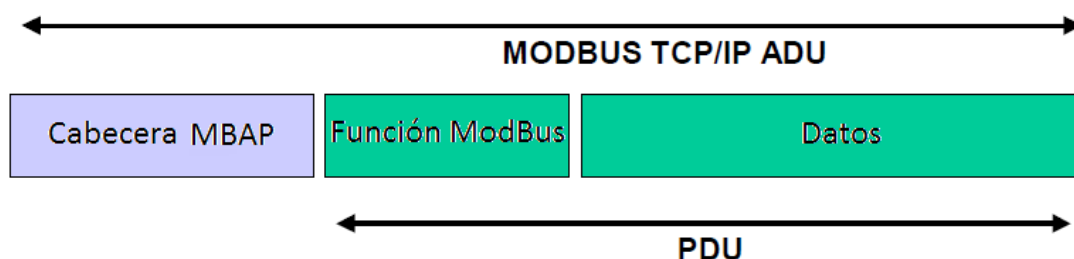 MODBUS TCP/IP ADU
Cabecera MBAP
Función ModBus
Datos
PDU